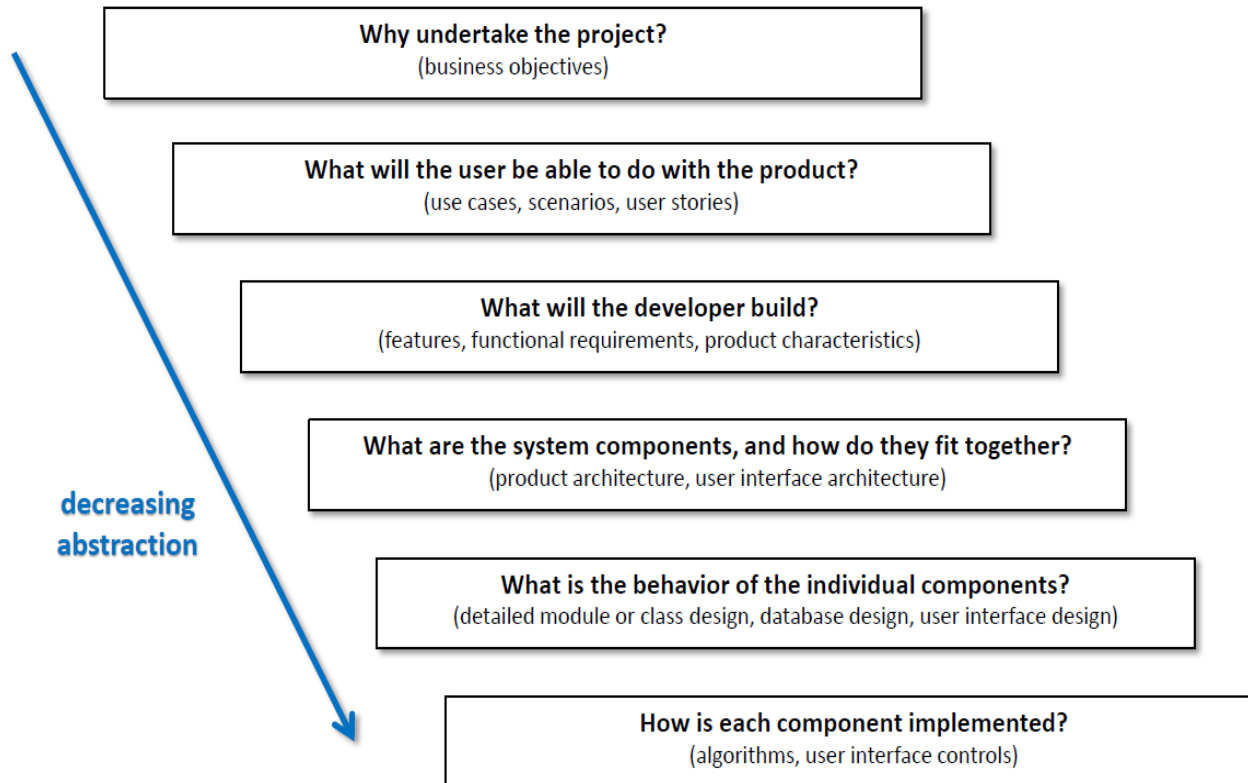 Why undertake the project?
(business objectives)
What will the user be able to do with the product?
(use cases, scenarios, user stories)
What will the developer build?
(features, functional requirements, product characteristics)
What are the system components, and how do they fit together?
(product architecture, user interface architecture)
decreasing
abstraction
What is the behavior of the individual components?
(detailed module or class design, database design, user interface design)
How is each component implemented?
(algorithms, user interface controls)